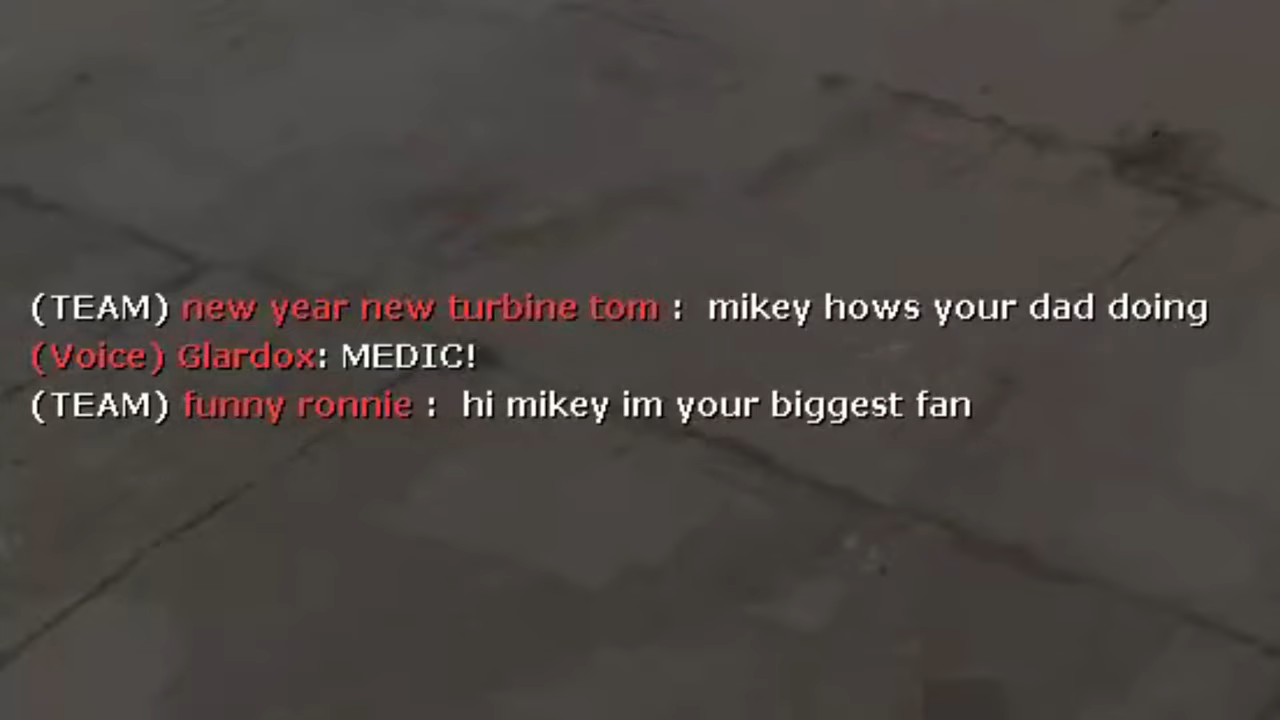 (TEAM) new year new turbine tom :  mikey hows your dad doing
(Voice) Glardox: MEDIC!
(TEAM) funny ronnie :  hi mikey im your biggest fan